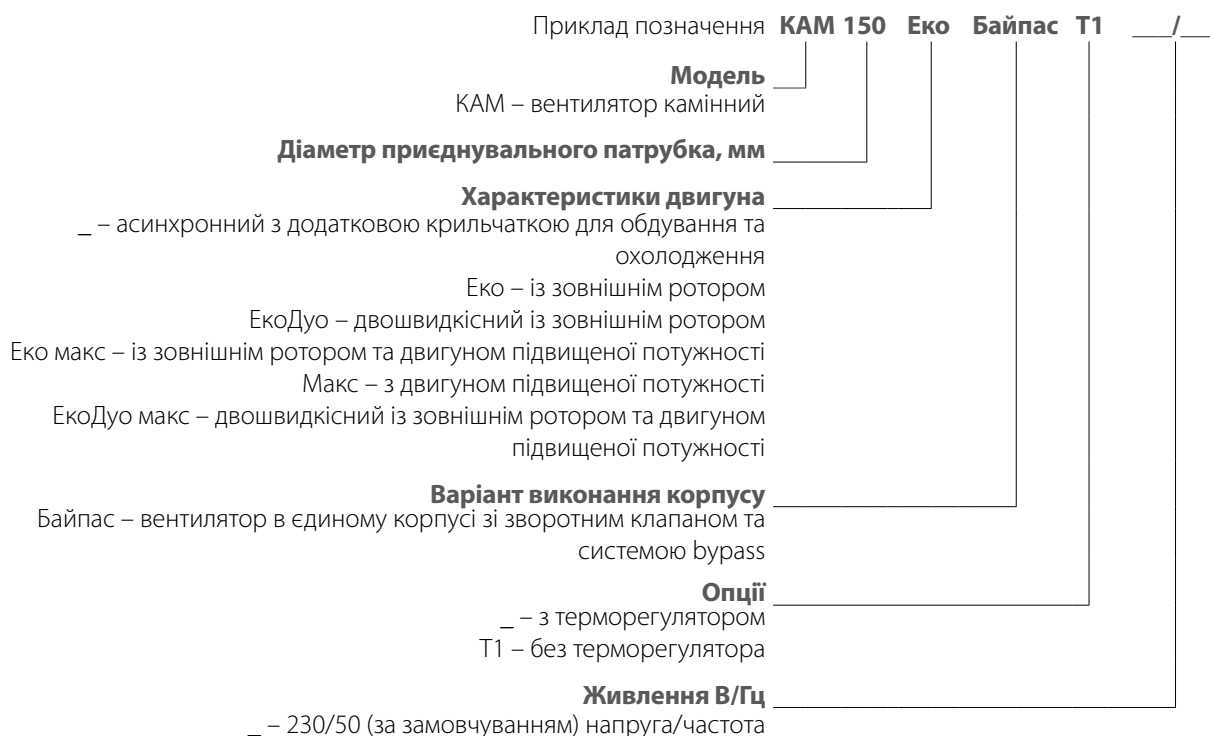 Приклад позначення КАМ 150 Еко Байпас Т1 ___/___
Модель
КАМ – вентилятор камінний
Діаметр приєднувального патрубка, мм
Характеристики двигуна
_ – асинхронний з додатковою крильчаткою для обдування та
охолодження
Еко – із зовнішнім ротором
ЕкоДуо – двошвидкісний із зовнішнім ротором
Еко макс – із зовнішнім ротором та двигуном підвищеної потужності
Макс – з двигуном підвищеної потужності
ЕкоДуо макс – двошвидкісний із зовнішнім ротором та двигуном
підвищеної потужності
Варіант виконання корпусу
Байпас – вентилятор в єдиному корпусі зі зворотним клапаном та
системою bypass
Опції
_ – з терморегулятором
Т1 – без терморегулятора
Живлення В/Гц
_ – 230/50 (за замовчуванням) напруга/частота